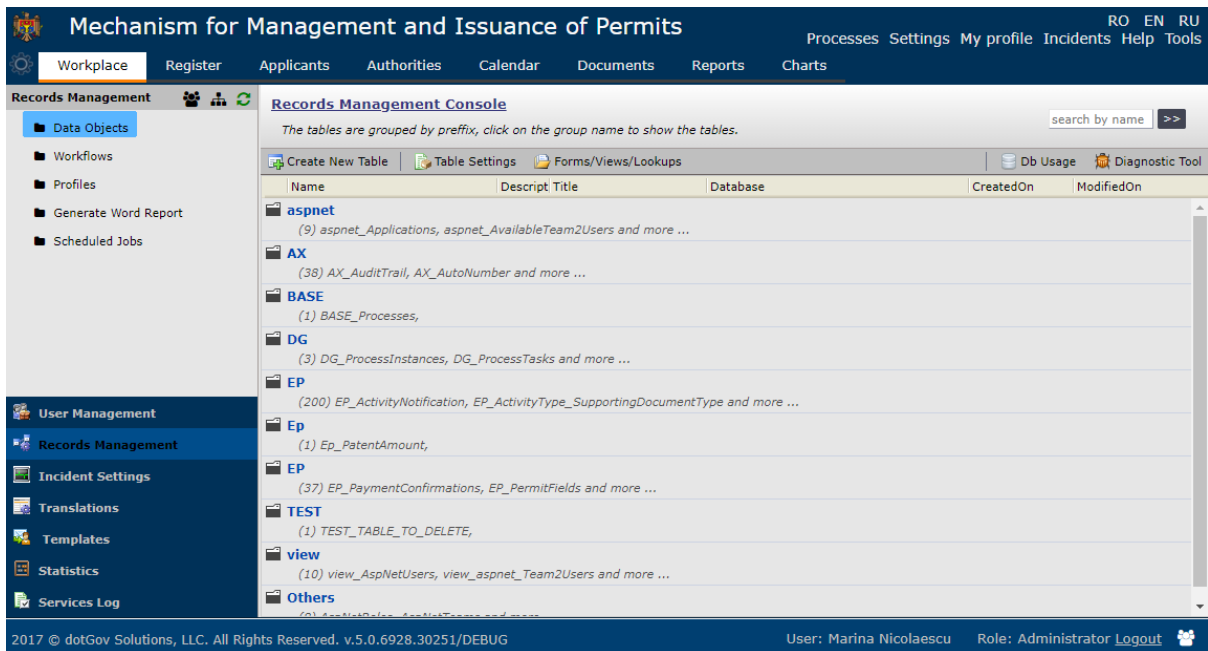 Mechanism for Management and Issuance of Permits
RO EN RU
Processes Settings My profile Incidents Help Tools
Workplace Register Applicants Authorities Calendar Documents Reports Charts
Records Management
Data Objects
Workflows
Profiles
Generate Word Report
Scheduled Jobs
User Management
Records Management
Incident Settings
Translations
Templates
Statistics
Services Log
Records Management Console
The tables are grouped by preffix, click on the group name to show the tables.
search by name >>
Create New Table Table Settings Forms/Views/Lookups Db Usage Diagnostic Tool
Name Descript Title Database CreatedOn ModifiedOn
aspnet
(9) aspnet_Applications, aspnet_AvailableTeam2Users and more ...
AX
(38) AX_AuditTrail, AX_AutoNumber and more ...
BASE
(1) BASE_Processes,
DG
(3) DG_ProcessInstances, DG_ProcessTasks and more ...
EP
(200) EP_ActivityNotification, EP_ActivityType_SupportingDocumentType and more ...
Ep
(1) Ep_PatentAmount,
EP
(37) EP_PaymentConfirmations, EP_PermitFields and more ...
TEST
(1) TEST_TABLE_TO_DELETE,
view
(10) view_AspNetUsers, view_aspnet_Team2Users and more ...
Others
2017 © dotGov Solutions, LLC. All Rights Reserved. v.5.0.6928.30251/DEBUG
User: Marina Nicolaescu Role: Administrator Logout